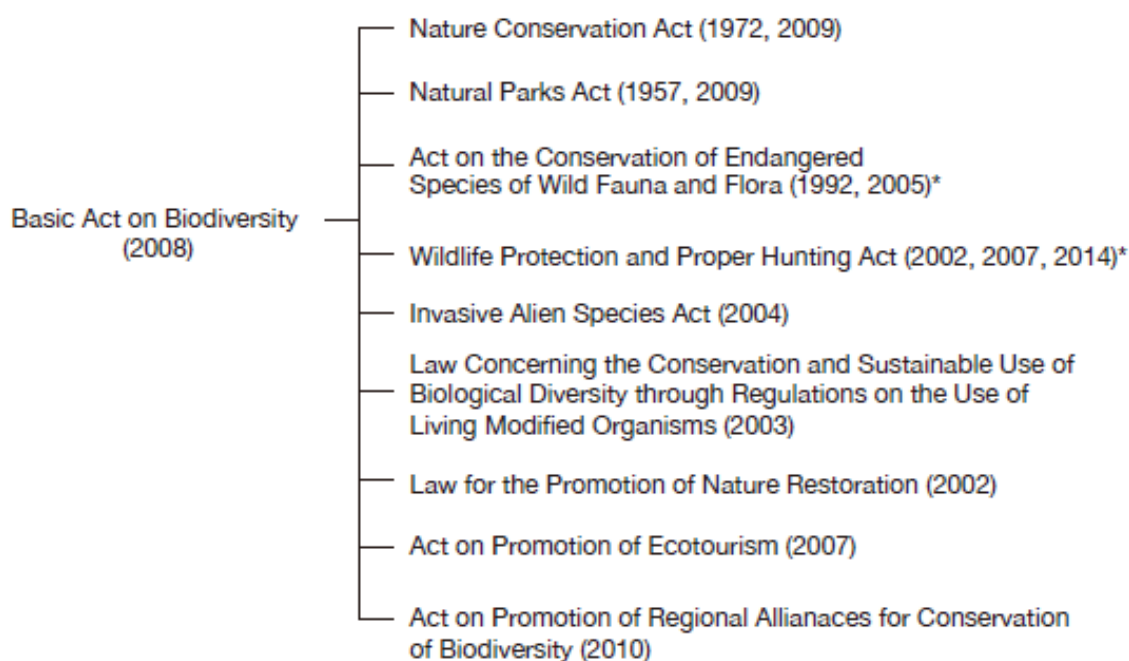 Nature Conservation Act (1972, 2009)
Natural Parks Act (1957, 2009)
Act on the Conservation of Endangered
Species of Wild Fauna and Flora (1992, 2005)*
Basic Act on Biodiversity
(2008)
Wildlife Protection and Proper Hunting Act (2002, 2007, 2014)*
Invasive Alien Species Act (2004)
Law Concerning the Conservation and Sustainable Use of
Biological Diversity through Regulations on the Use of
Living Modified Organisms (2003)
Law for the Promotion of Nature Restoration (2002)
Act on Promotion of Ecotourism (2007)
Act on Promotion of Regional Allianaces for Conservation
of Biodiversity (2010)